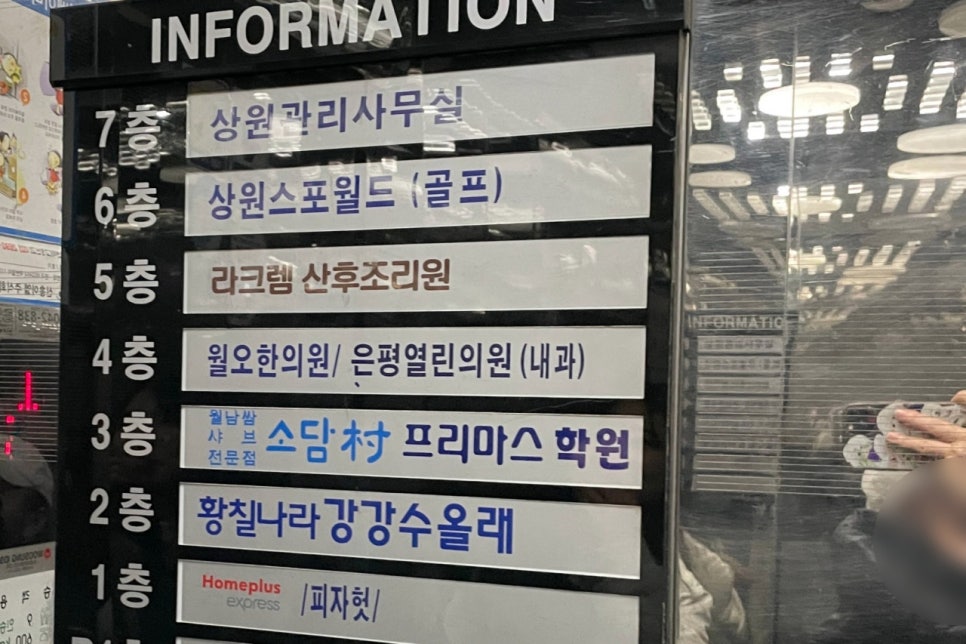 INFORMATION
7층 상원관리사무실
6층 상원스포월드 (골프)
5층 라크렘 산후조리원
4층 월오한의원/ 은평열린의원 (내과)
3층 월남쌈 샤브 전문점 소담村 프리마스 학원
2층 황칠나라 강강수올래
1층 Homeplus express /피자헛/
INFORMATIO